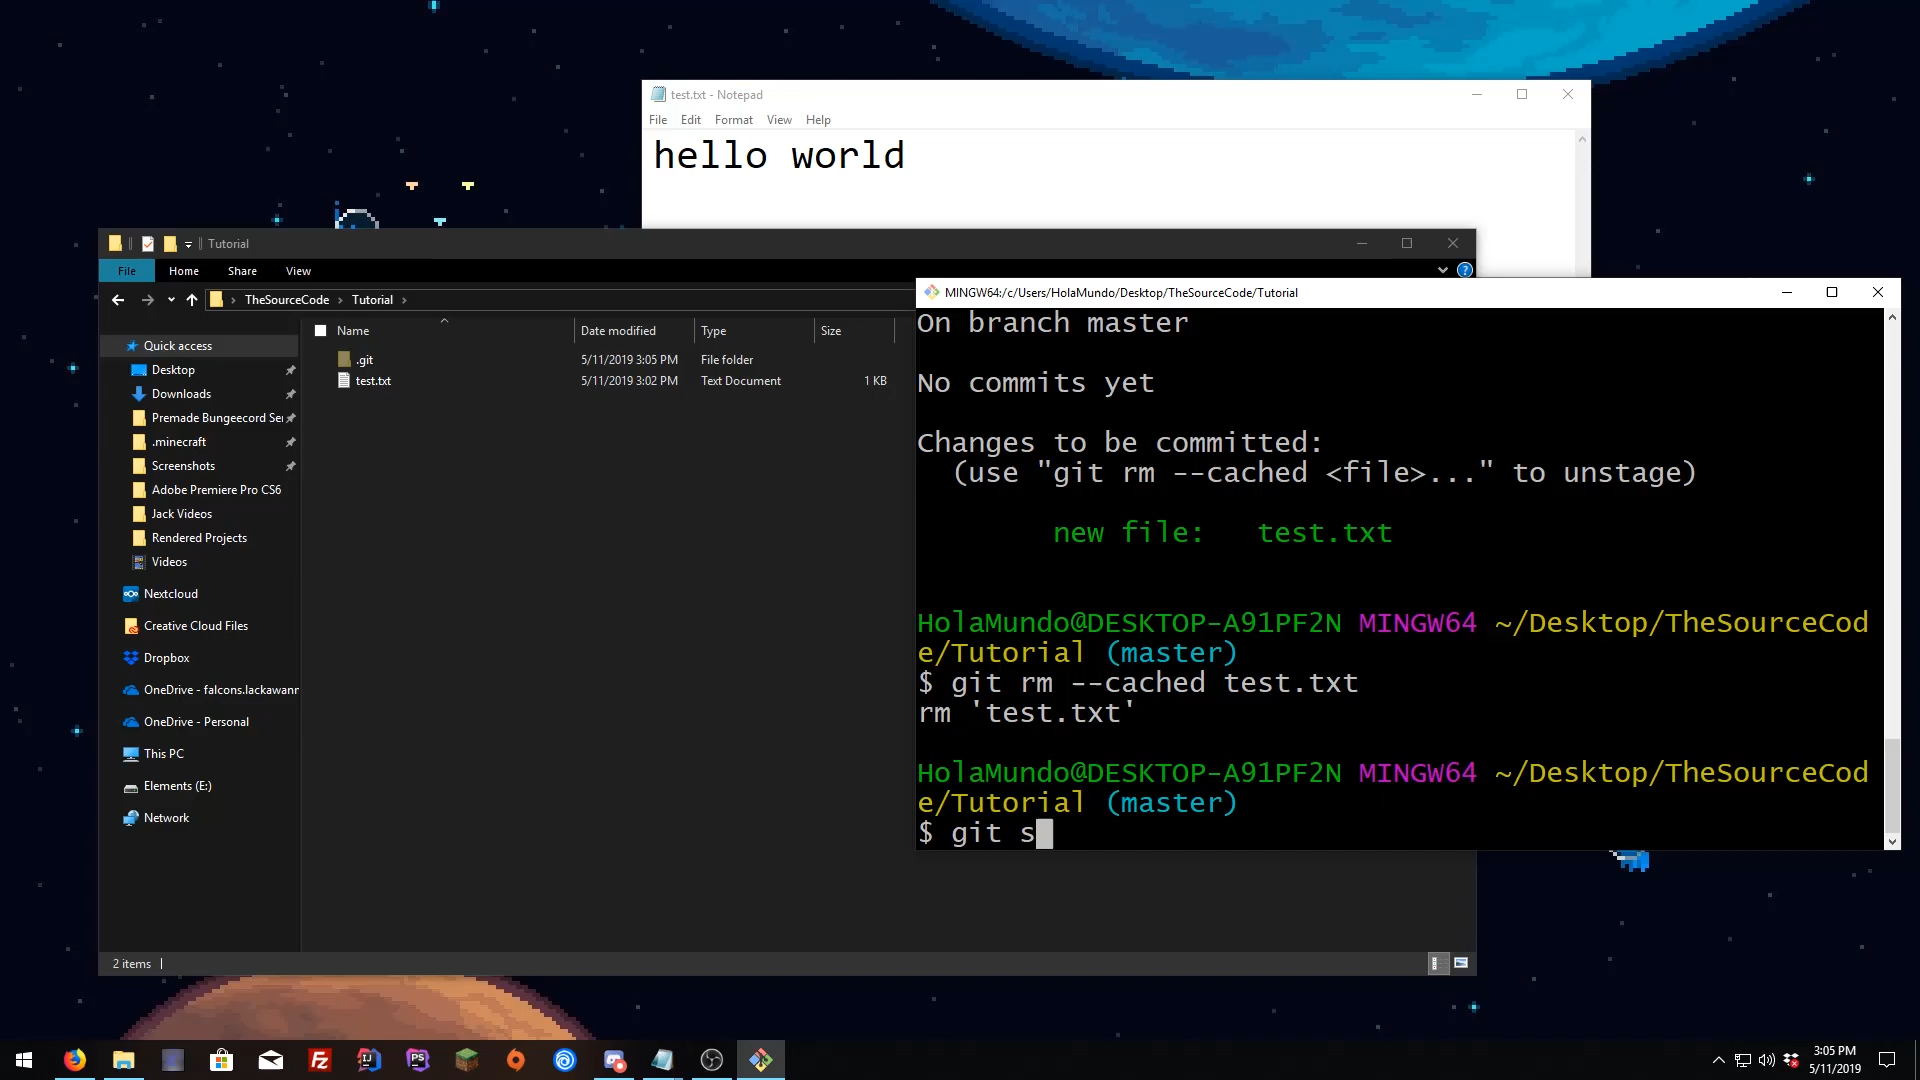 test.txt - Notepad
File Edit Format View Help
hello world
Tutorial
File Home Share View
TheSourceCode › Tutorial ›
Name Date modified Type Size
.git 5/11/2019 3:05 PM File folder
test.txt 5/11/2019 3:02 PM Text Document 1 KB
Quick access
Desktop
Downloads
Premade Bungeecord Ser
.minecraft
Screenshots
Adobe Premiere Pro CS6
Jack Videos
Rendered Projects
Videos
Nextcloud
Creative Cloud Files
Dropbox
OneDrive - falcons.lackawann
OneDrive - Personal
This PC
Elements (E:)
Network
2 items
MINGW64:/c/Users/HolaMundo/Desktop/TheSourceCode/Tutorial
On branch master
No commits yet
Changes to be committed:
(use "git rm --cached <file>..." to unstage)
new file: test.txt
HolaMundo@DESKTOP-A91PF2N MINGW64 ~/Desktop/TheSourceCod
e/Tutorial (master)
$ git rm --cached test.txt
rm 'test.txt'
HolaMundo@DESKTOP-A91PF2N MINGW64 ~/Desktop/TheSourceCod
e/Tutorial (master)
$ git s
3:05 PM
5/11/2019